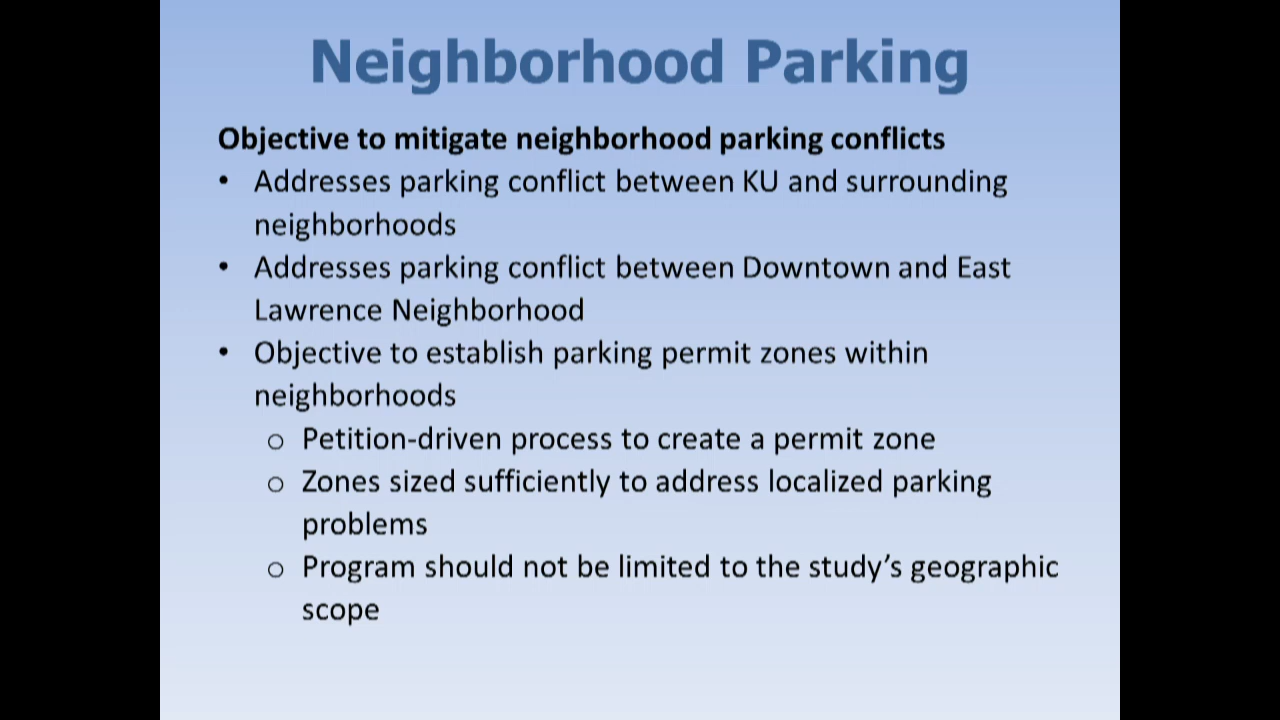 Neighborhood Parking
Objective to mitigate neighborhood parking conflicts
• Addresses parking conflict between KU and surrounding
neighborhoods
• Addresses parking conflict between Downtown and East
Lawrence Neighborhood
• Objective to establish parking permit zones within
neighborhoods
o Petition-driven process to create a permit zone
o Zones sized sufficiently to address localized parking
problems
o Program should not be limited to the study’s geographic
scope